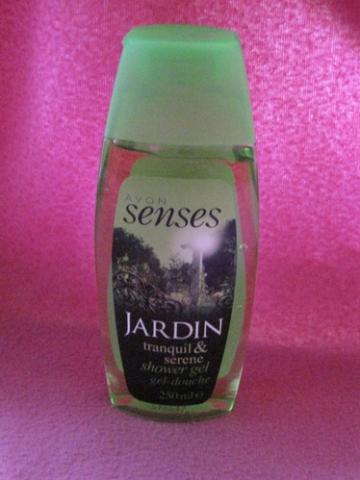 AVON
senses
JARDIN
tranquil &
serene
shower gel
gel-douche
250 ml e